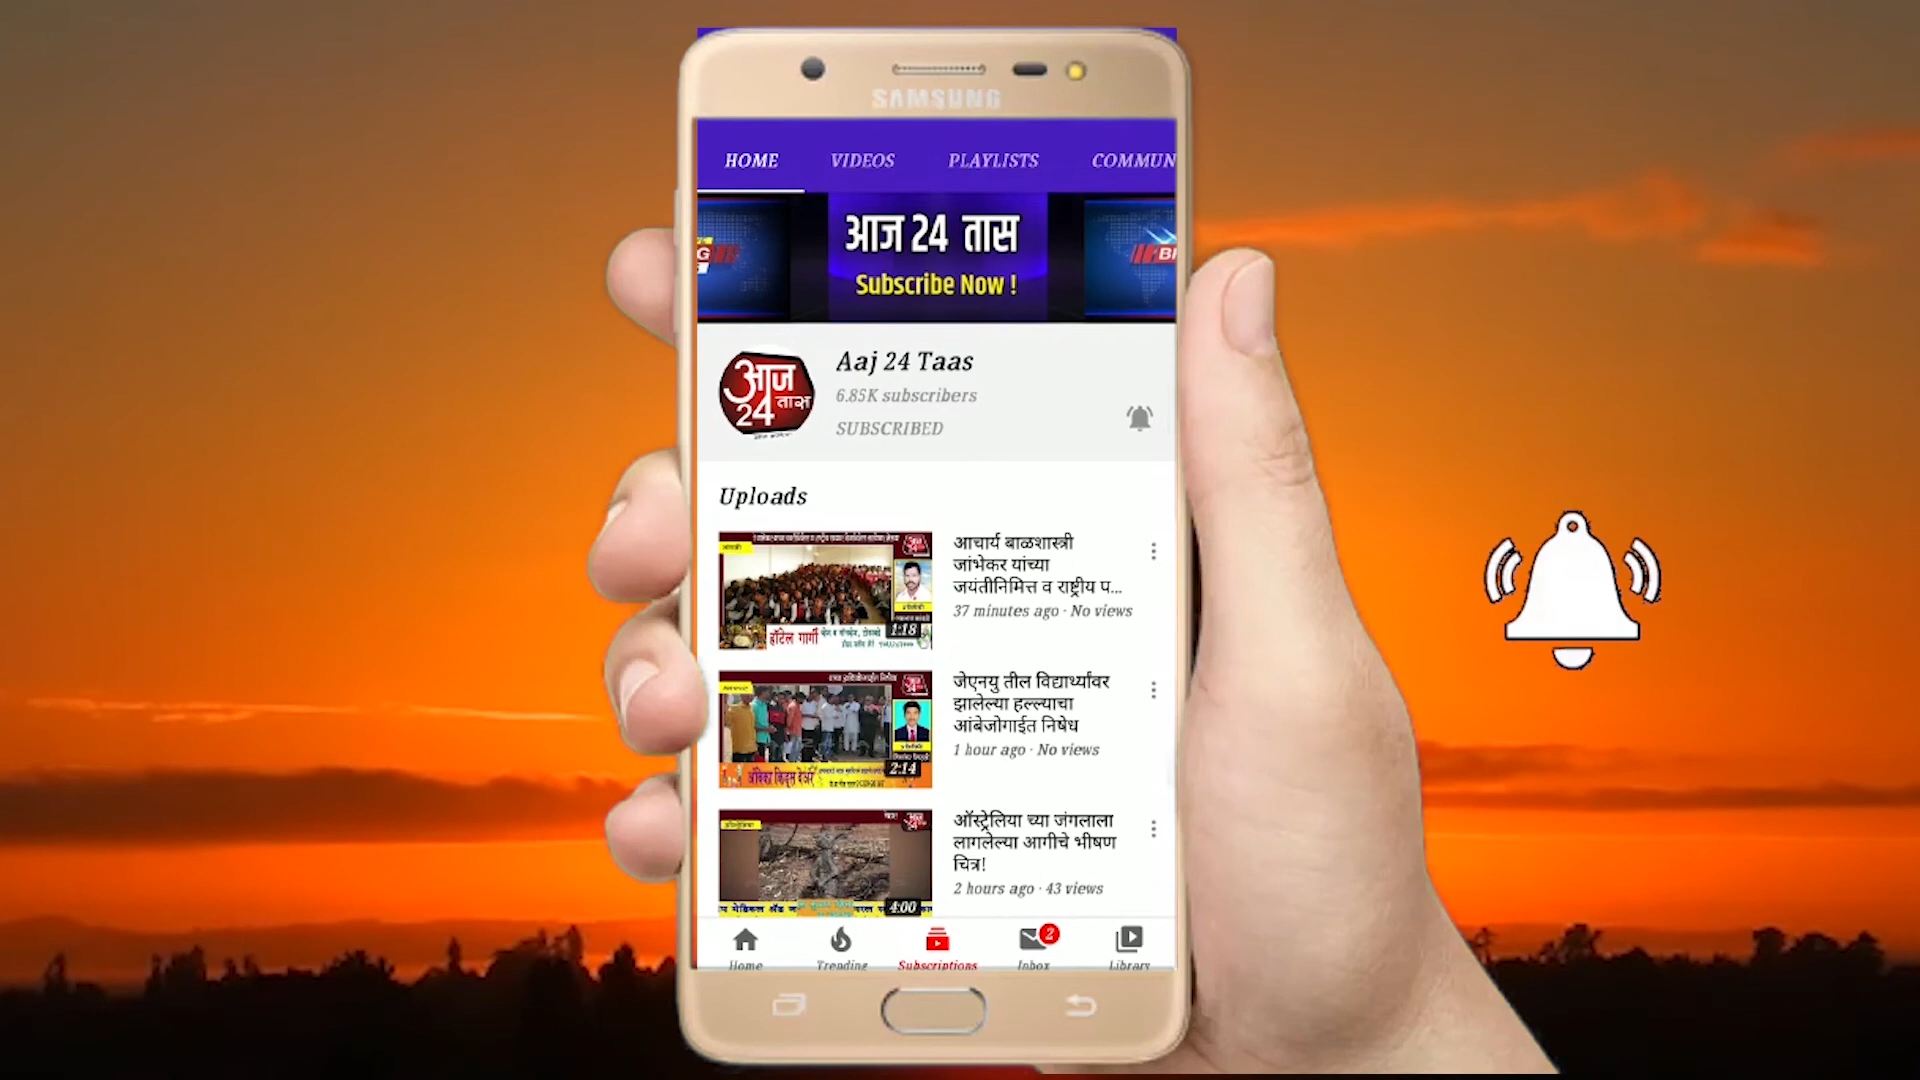 SAMSUNG
HOME VIDEOS PLAYLISTS COMMUN
आज 24 तास
Subscribe Now !
आज
24 तास
Aaj 24 Taas
6.85K subscribers
SUBSCRIBED
Uploads
आचार्य बाळशास्त्री
जांभेकर यांच्या
जयंतीनिमित्त व राष्ट्रीय प...
37 minutes ago · No views
हॉटेल गार्गी
1:18
जेएनयु तील विद्यार्थ्यांवर
झालेल्या हल्ल्याचा
आंबेजोगाईत निषेध
1 hour ago · No views
2:14
अंबिका किड्स वेअर
ऑस्ट्रेलिया च्या जंगलाला
लागलेल्या आगीचे भीषण
चित्र!
2 hours ago · 43 views
4:00
2
Home Trending Subscriptions Inbox Library